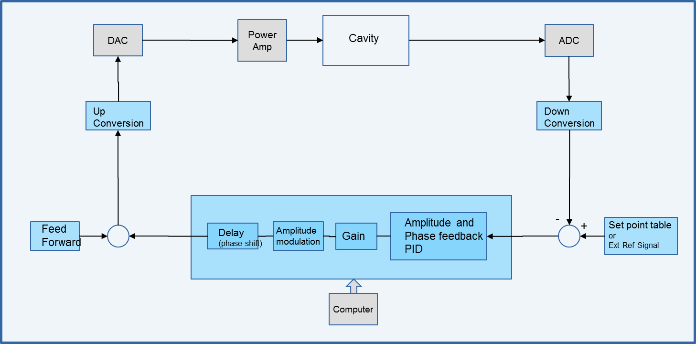 DAC
Power
Amp
Cavity
ADC
Up
Conversion
Down
Conversion
Feed
Forward
Delay
(phase shift)
Amplitude
modulation
Gain
Amplitude and
Phase feedback
PID
-
+
Set point table
or
Ext Ref Signal
Computer